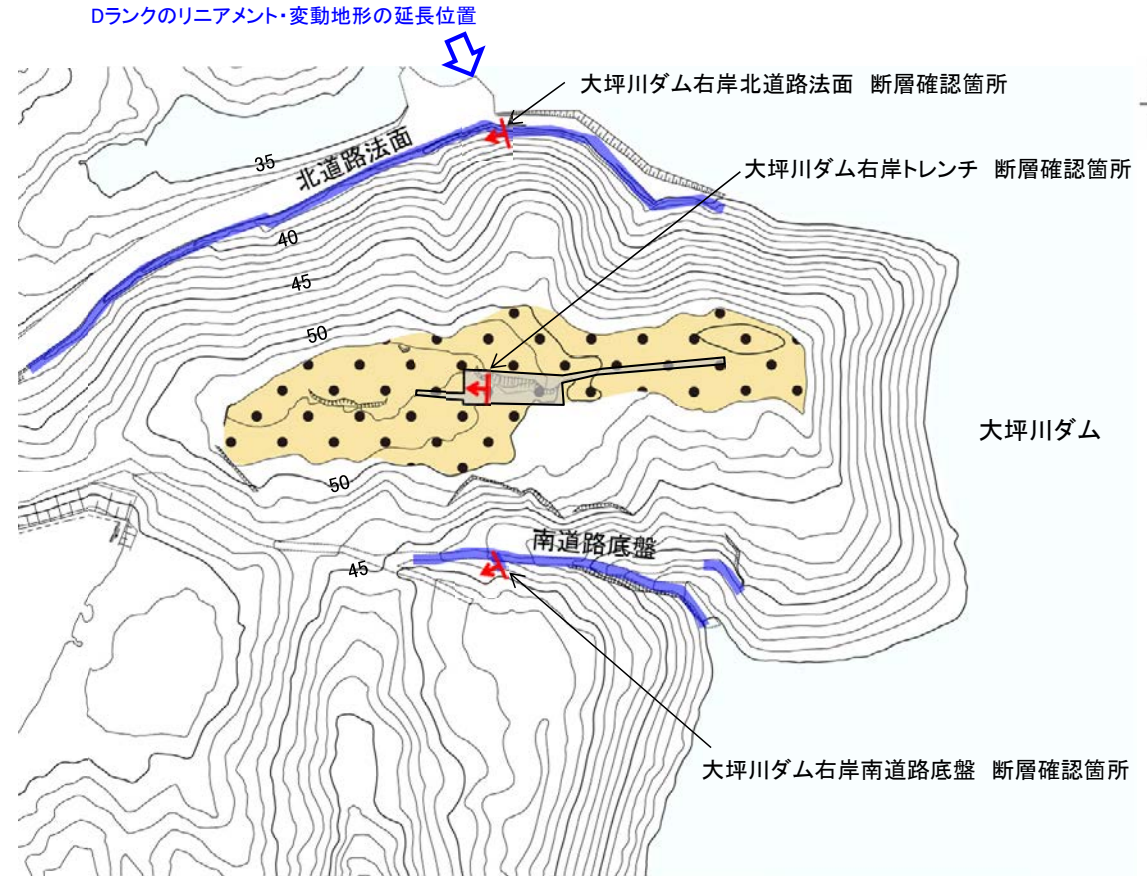 Dランクのリニアメント・変動地形の延長位置
大坪川ダム右岸北道路法面 断層確認箇所
35
北道路法面
大坪川ダム右岸トレンチ 断層確認箇所
40
45
50
大坪川ダム
50
南道路底盤
45
大坪川ダム右岸南道路底盤 断層確認箇所